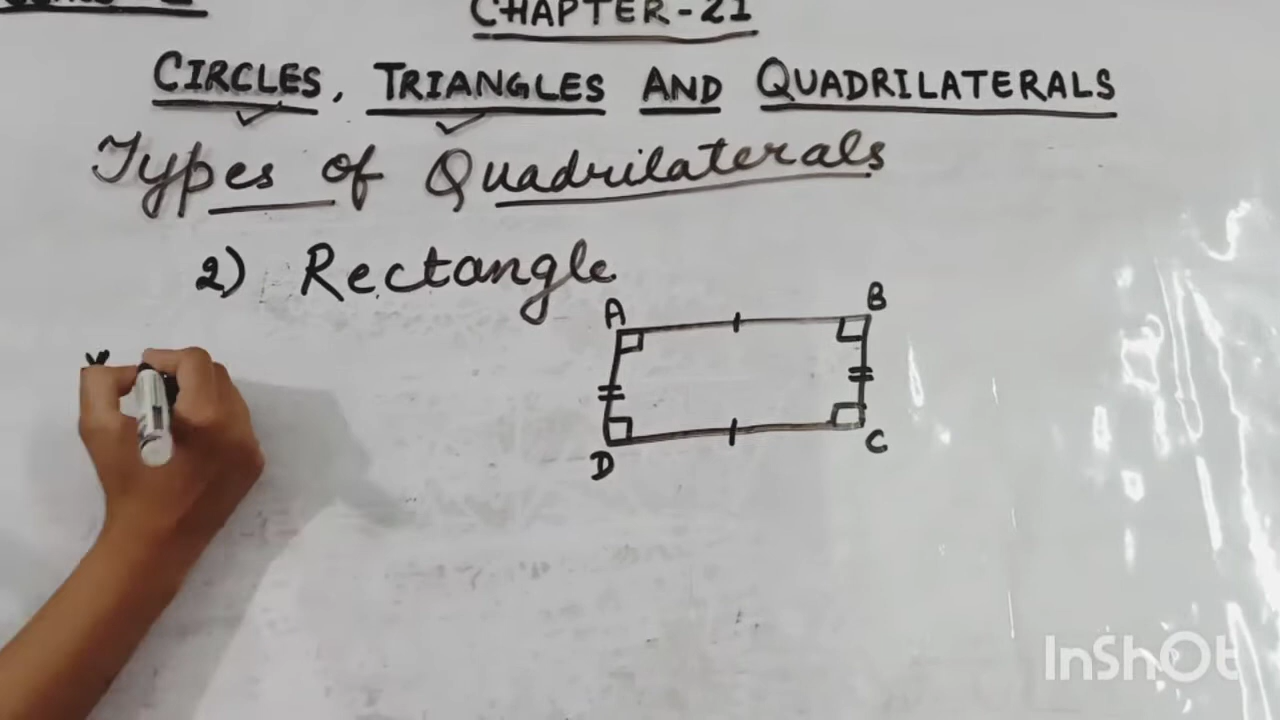 CHAPTER-21
CIRCLES, TRIANGLES AND QUADRILATERALS
Types of Quadrilaterals
2) Rectangle
A
B
D
C
InShOt